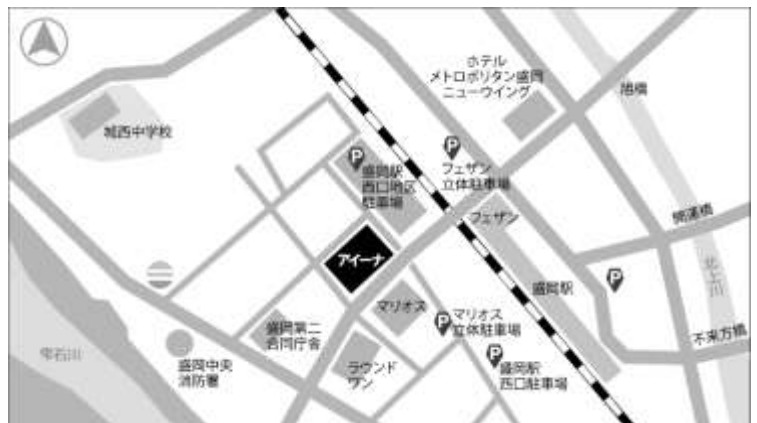 ホテル
メトロポリタン盛岡
ニューウイング
旭橋
城西中学校
P
盛岡駅
西口地区
駐車場
P
フェザン
立体駐車場
フェザン
開運橋
北上川
アイーナ
盛岡駅
P
マリオス
P
マリオス
立体駐車場
不来方橋
盛岡第二
合同庁舎
雫石川
盛岡中央
消防署
ラウンド
ワン
P
盛岡駅
西口駐車場